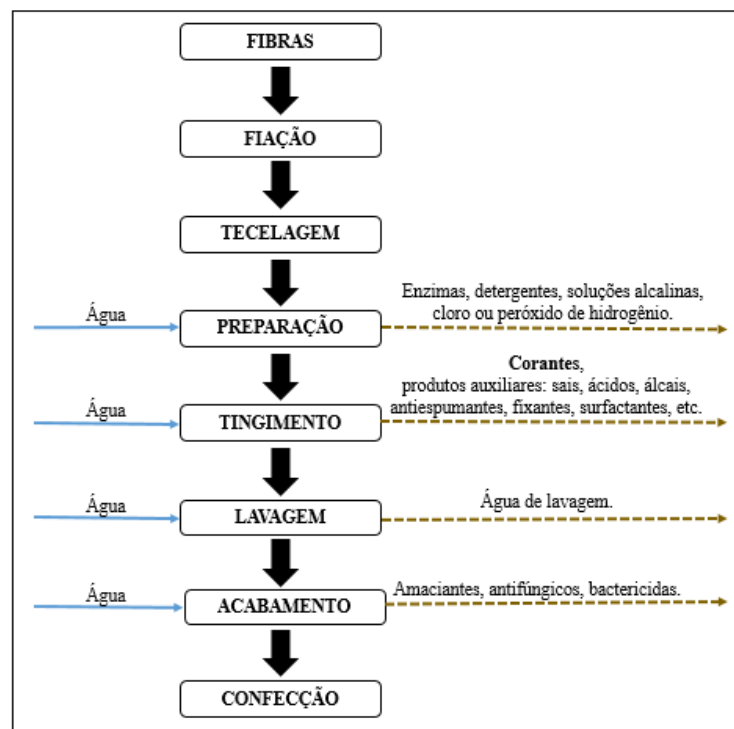 FIBRAS
FIAÇÃO
TECELAGEM
Enzimas, detergentes, soluções alcalinas,
cloro ou peróxido de hidrogênio.
Água
PREPARAÇÃO
Corantes,
produtos auxiliares: sais, ácidos, álcais,
antiespumantes, fixantes, surfactantes, etc.
Água
TINGIMENTO
Água
LAVAGEM
Água de lavagem.
Água
ACABAMENTO
Amaciantes, antifúngicos, bactericidas.
CONFECÇÃO